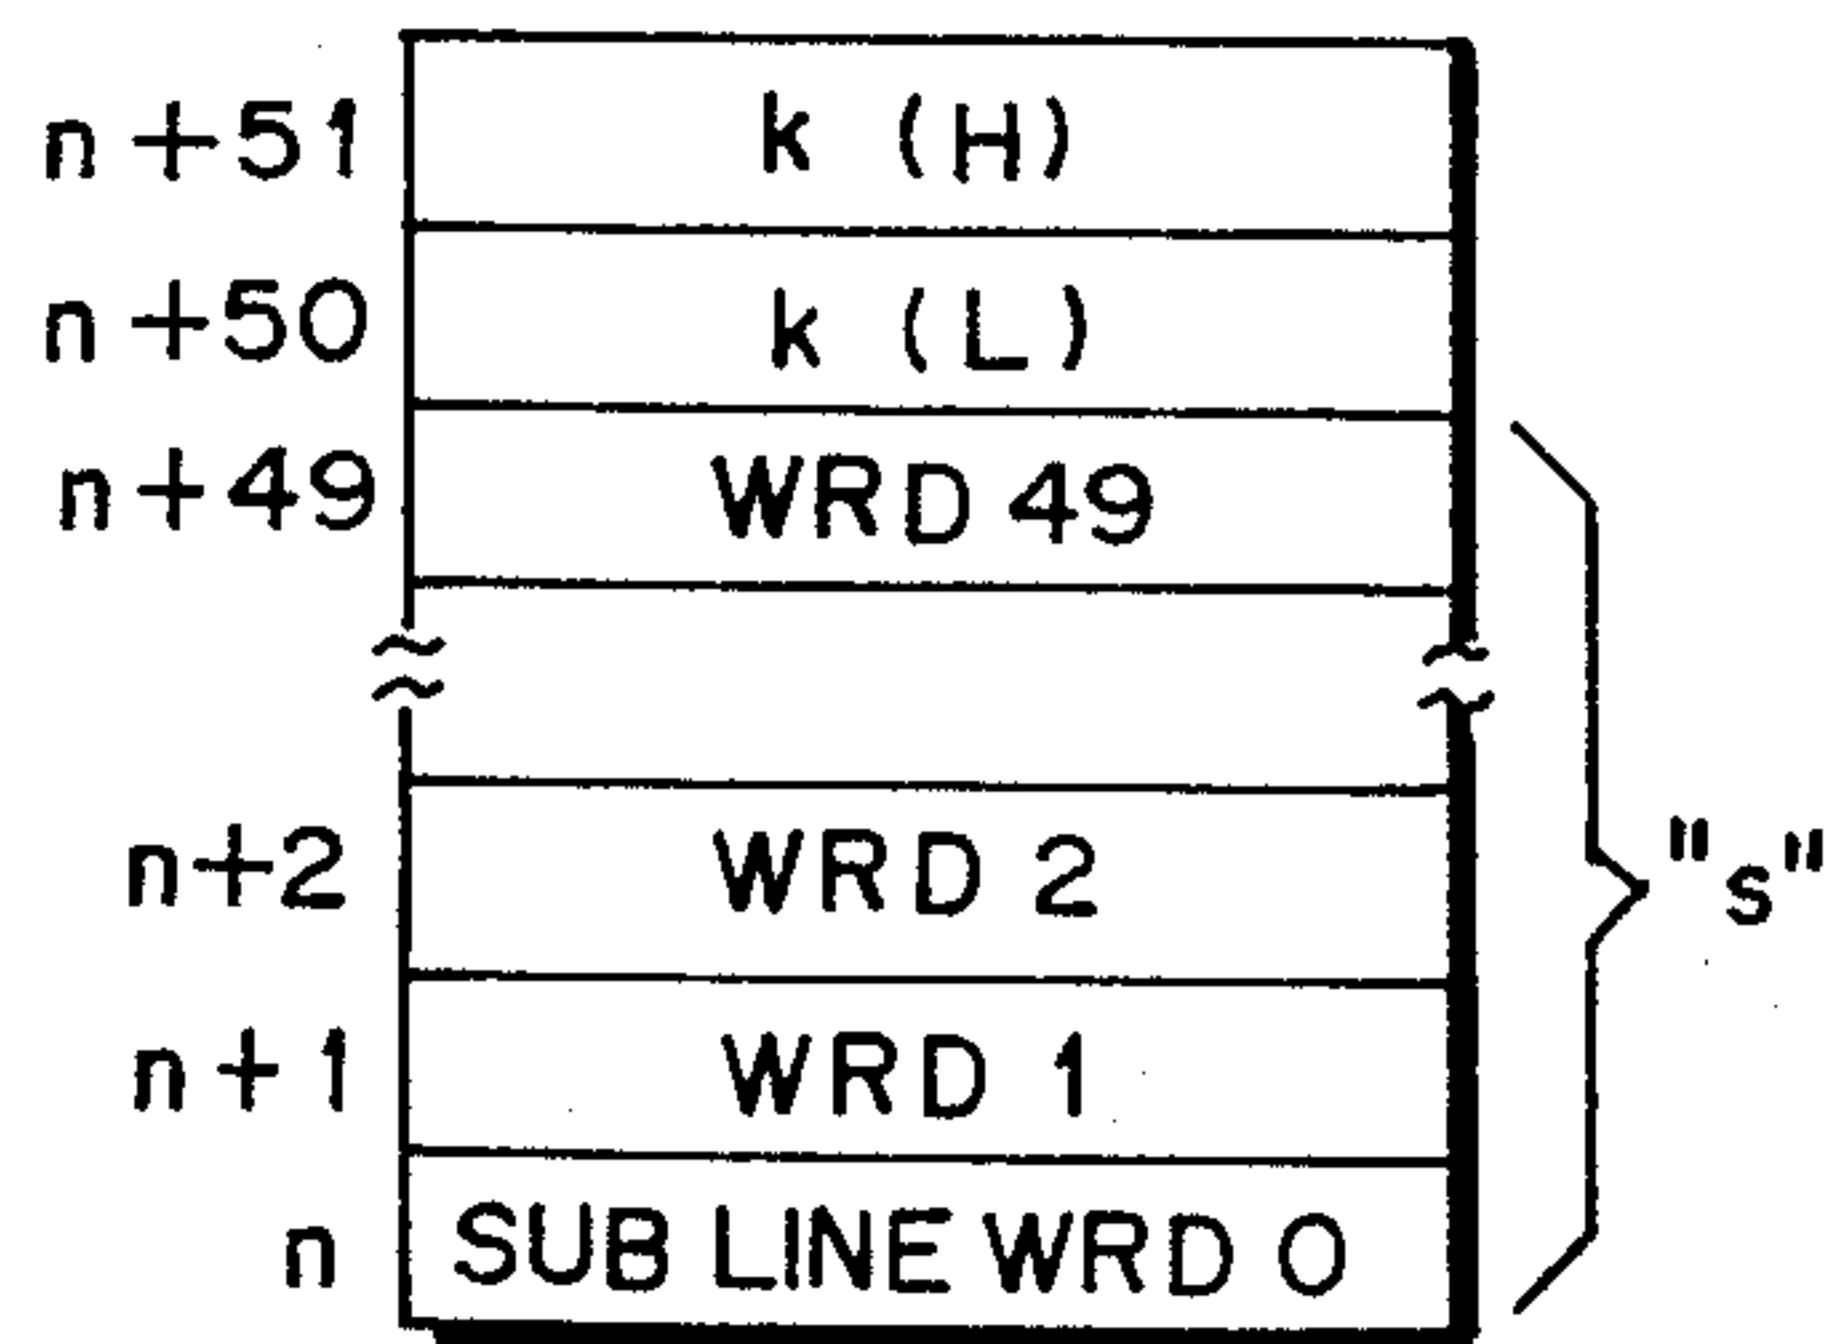 n+51 k (H)
n+50 k (L)
n+49 WRD 49
n+2 WRD 2
"s"
n+1 WRD 1
n SUB LINE WRD 0